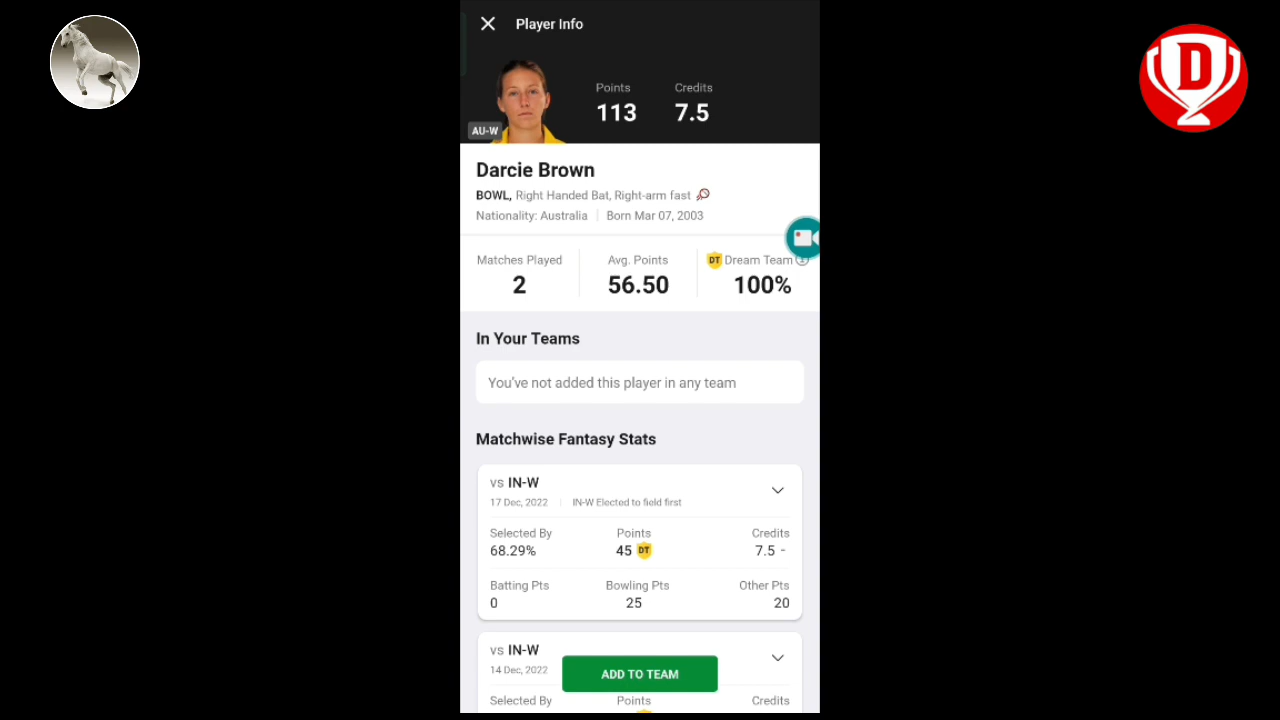 Player Info
D
Points
Credits
113
7.5
AU-W
Darcie Brown
BOWL, Right Handed Bat, Right-arm fast
Nationality: Australia | Born Mar 07, 2003
Matches Played
Avg. Points
DT Dream Team
2
56.50
100%
In Your Teams
You've not added this player in any team
Matchwise Fantasy Stats
vs IN-W
17 Dec, 2022 | IN-W Elected to field first
Selected By
Points
Credits
68.29%
45 DT
7.5 -
Batting Pts
Bowling Pts
Other Pts
0
25
20
vs IN-W
14 Dec, 2022
ADD TO TEAM
Selected By
Points
Credits